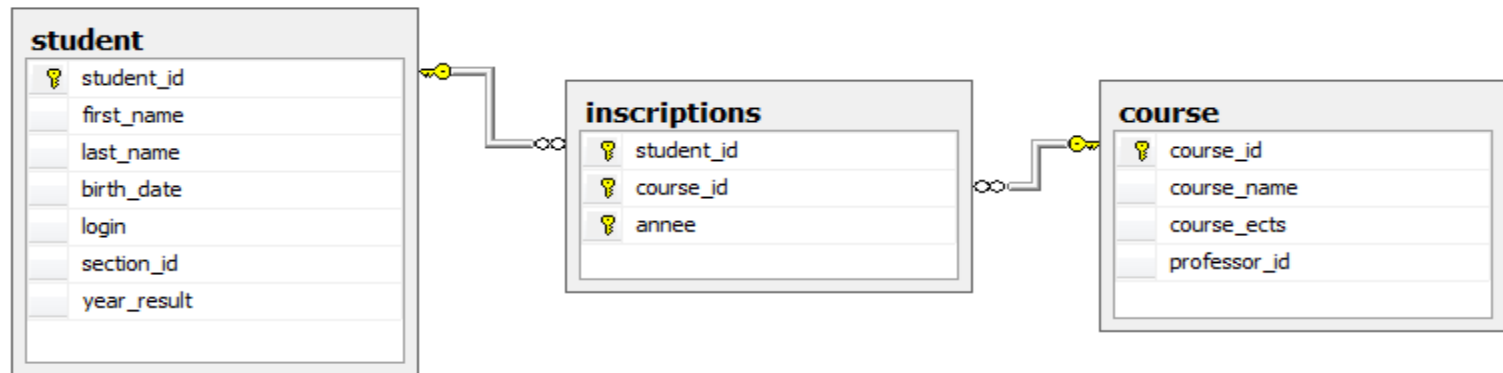 student
student_id
first_name
last_name
birth_date
login
section_id
year_result
inscriptions
student_id
course_id
annee
course
course_id
course_name
course_ects
professor_id